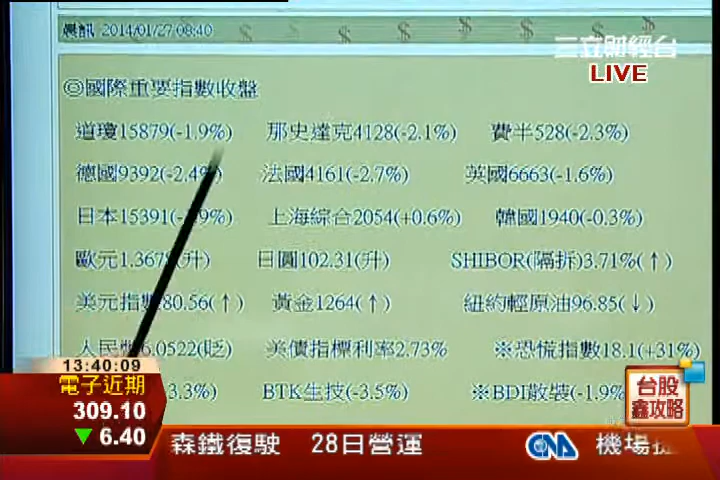 晨訊 2014/01/27 08:40
三立財經台
LIVE
◎國際重要指數收盤
道瓊15879(-1.9%) 那史達克4128(-2.1%) 費半528(-2.3%)
德國9392(-2.4%) 法國4161(-2.7%) 英國6663(-1.6%)
日本15391(- 9%) 上海綜合2054(+0.6%) 韓國1940(-0.3%)
歐元1.367 (升) 日圓102.31(升) SHIBOR(隔拆)3.71%(↑)
美元指數80.56(↑) 黃金1264(↑) 紐約輕原油96.85(↓)
人民幣6.0522(貶) 美債指標利率2.73% ※恐慌指數18.1(+31%)
3.3%) BTK生技(-3.5%) ※BDI散裝(-1.9%
13:40:09
電子近期
309.10
▼6.40
台股
鑫攻略
森鐵復駛 28日營運 CNA 機場